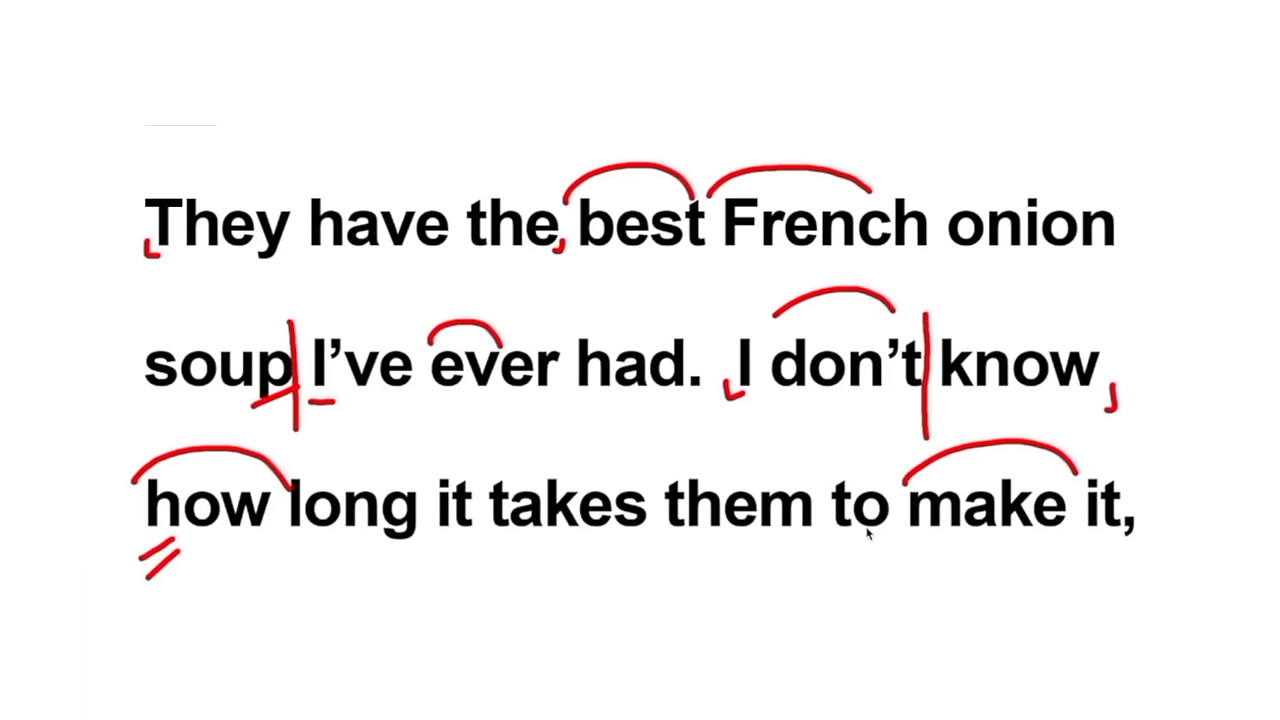 They have the best French onion
soup I've ever had. I don't know
how long it takes them to make it,